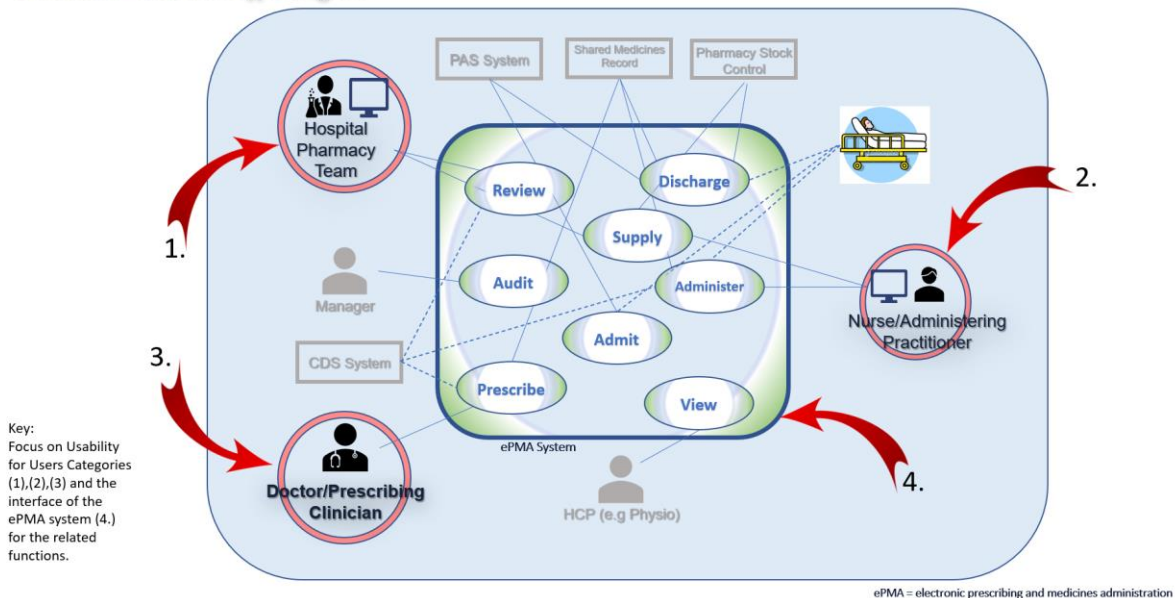 PAS System
Shared Medicines
Record
Pharmacy Stock
Control
Hospital
Pharmacy
Team
1.
2.
Review
Discharge
Supply
Audit
Administer
Admit
Prescribe
View
Manager
Nurse/Administering
Practitioner
CDS System
3.
Doctor/Prescribing
Clinician
ePMA System
HCP (e.g Physio)
4.
Key:
Focus on Usability
for Users Categories
(1),(2),(3) and the
interface of the
ePMA system (4.)
for the related
functions.
ePMA = electronic prescribing and medicines administration